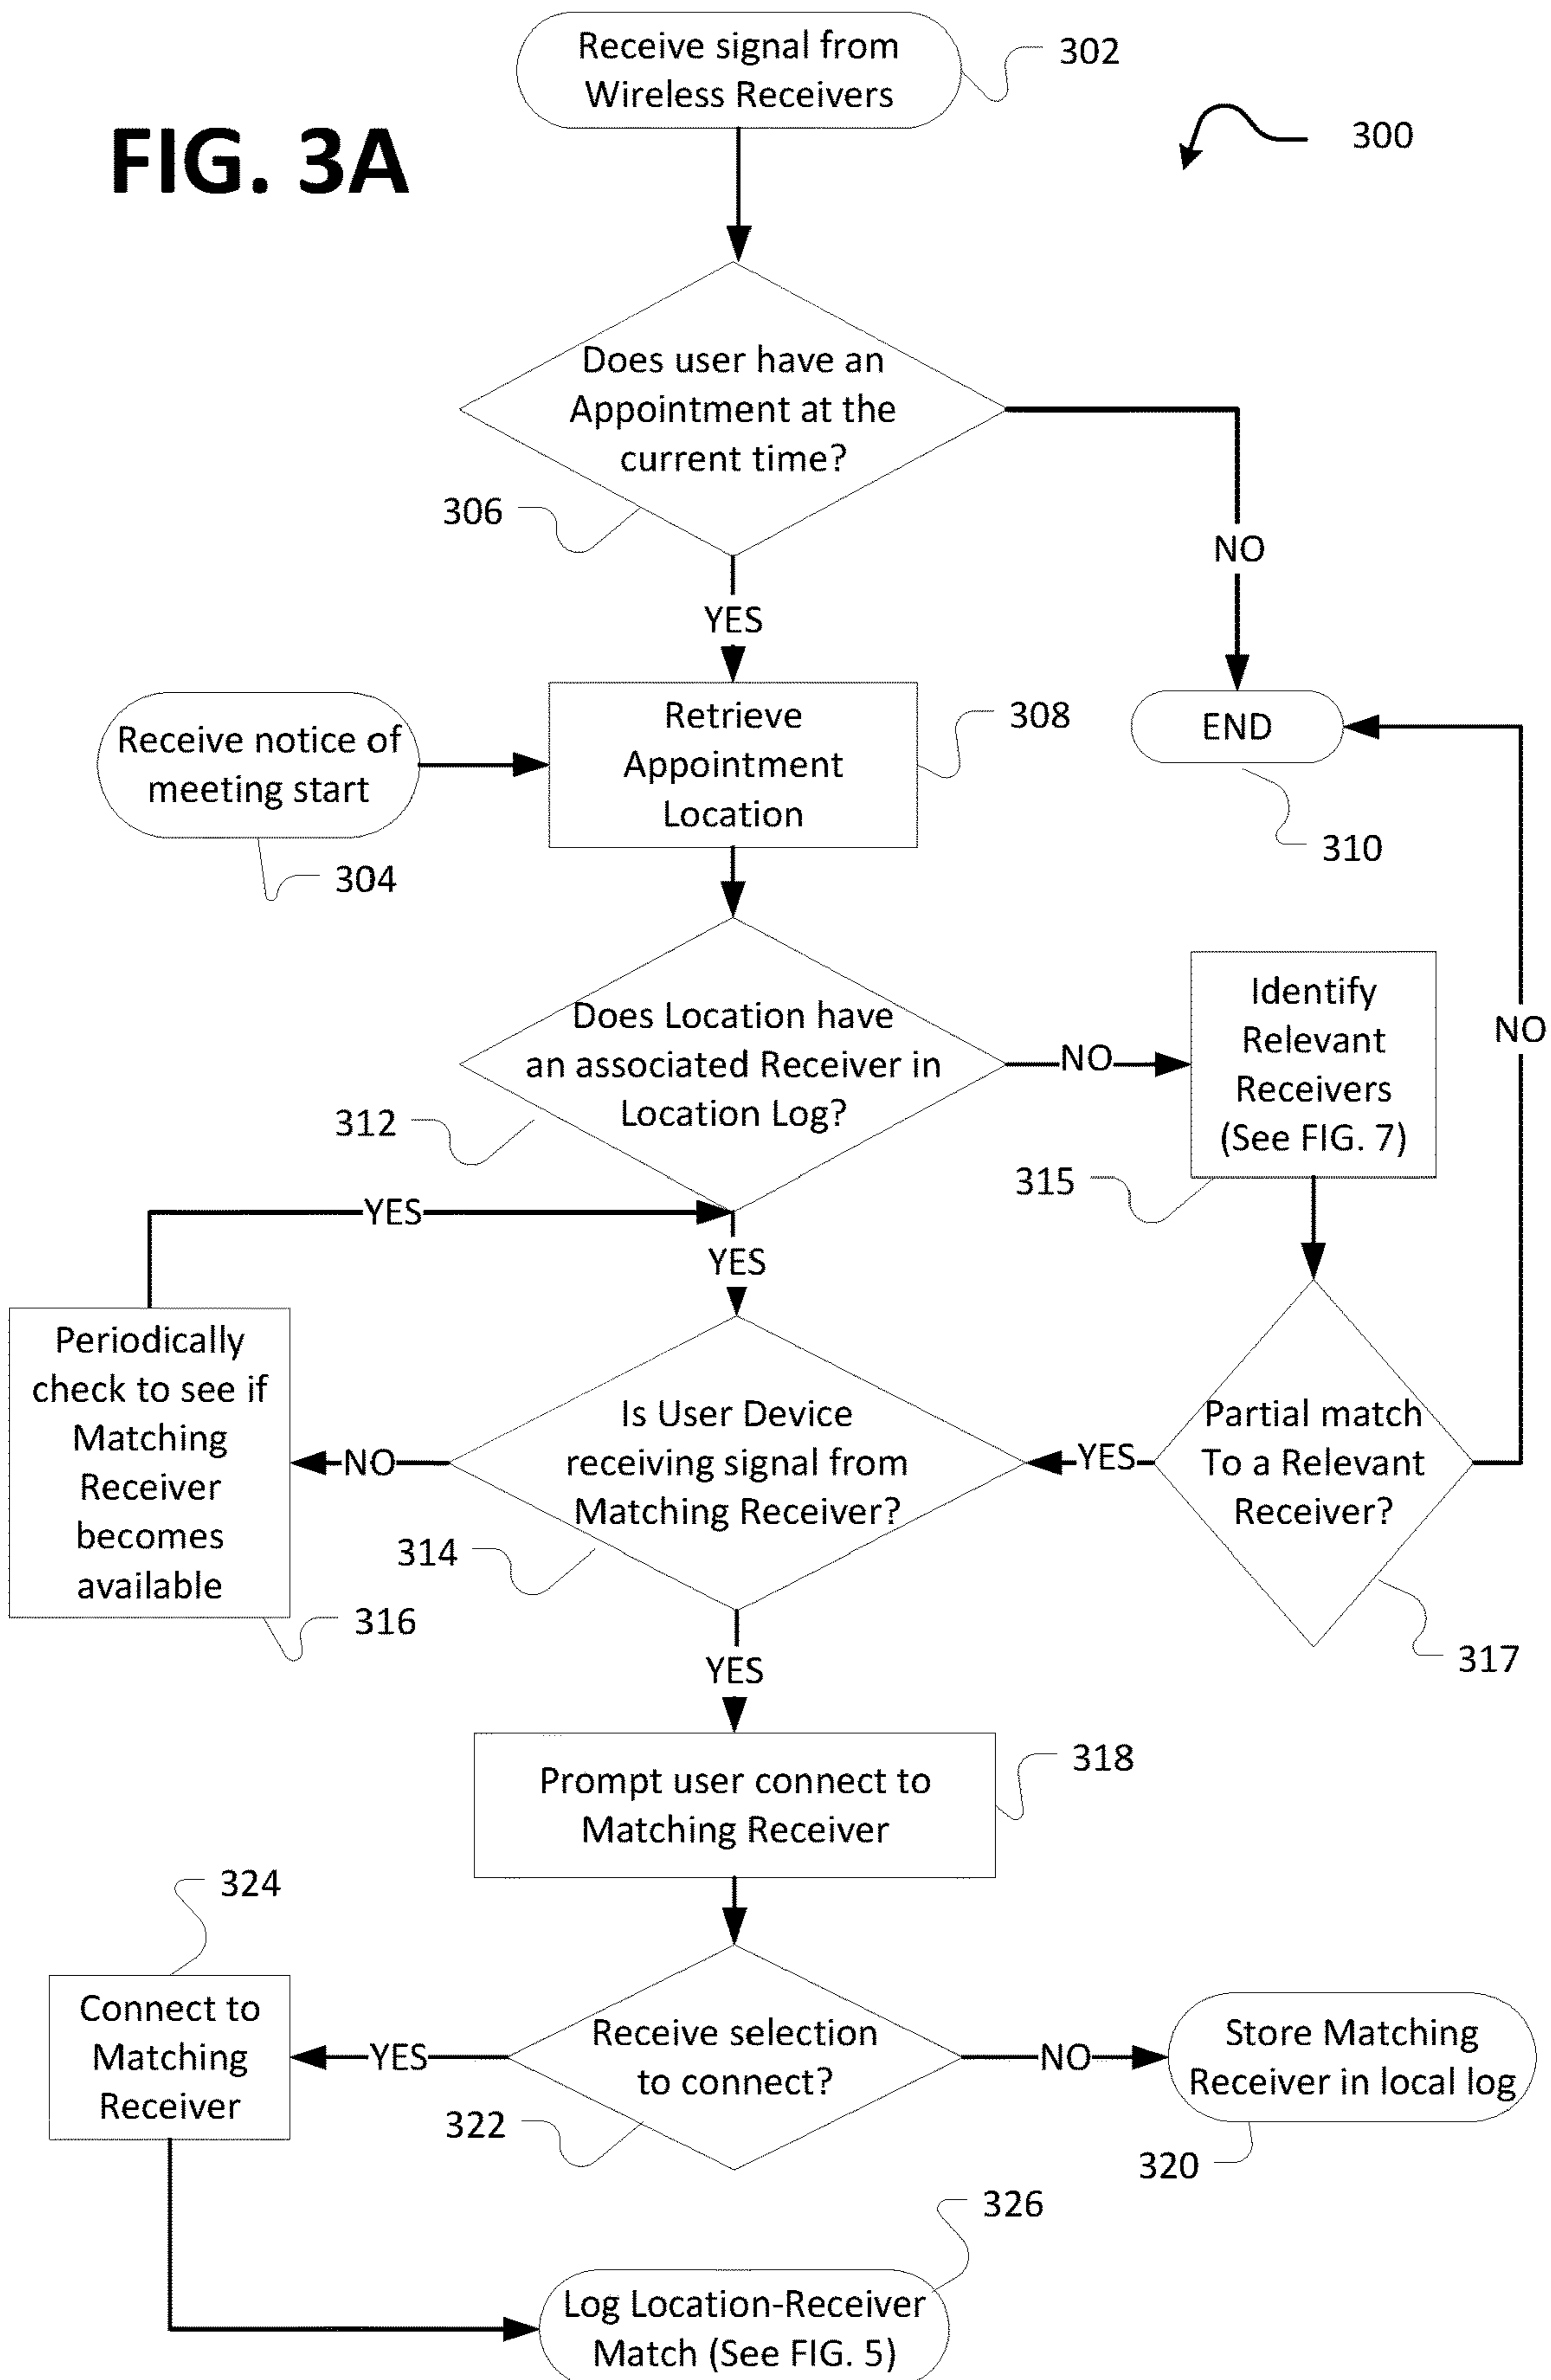 Receive signal from
Wireless Receivers
302
FIG. 3A
300
Does user have an
Appointment at the
current time?
306
NO
YES
Receive notice of
meeting start
304
Retrieve
Appointment
Location
308
END
310
Does Location have
an associated Receiver in
Location Log?
312
NO
Identify
Relevant
Receivers
(See FIG. 7)
315
NO
YES
YES
Periodically
check to see if
Matching
Receiver
becomes
available
316
NO
Is User Device
receiving signal from
Matching Receiver?
314
YES
Partial match
To a Relevant
Receiver?
317
YES
Prompt user connect to
Matching Receiver
318
324
Connect to
Matching
Receiver
YES
Receive selection
to connect?
322
NO
Store Matching
Receiver in local log
320
326
Log Location-Receiver
Match (See FIG. 5)